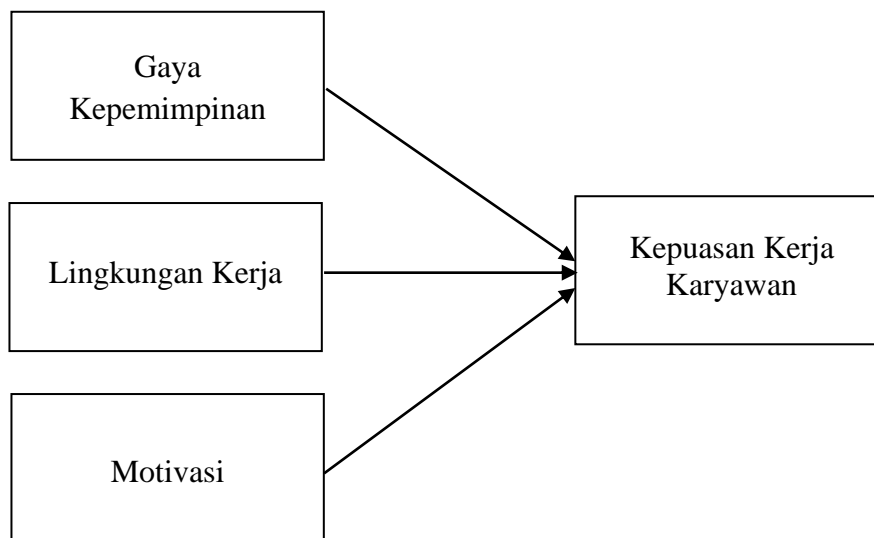 Gaya
Kepemimpinan
Lingkungan Kerja
Kepuasan Kerja
Karyawan
Motivasi